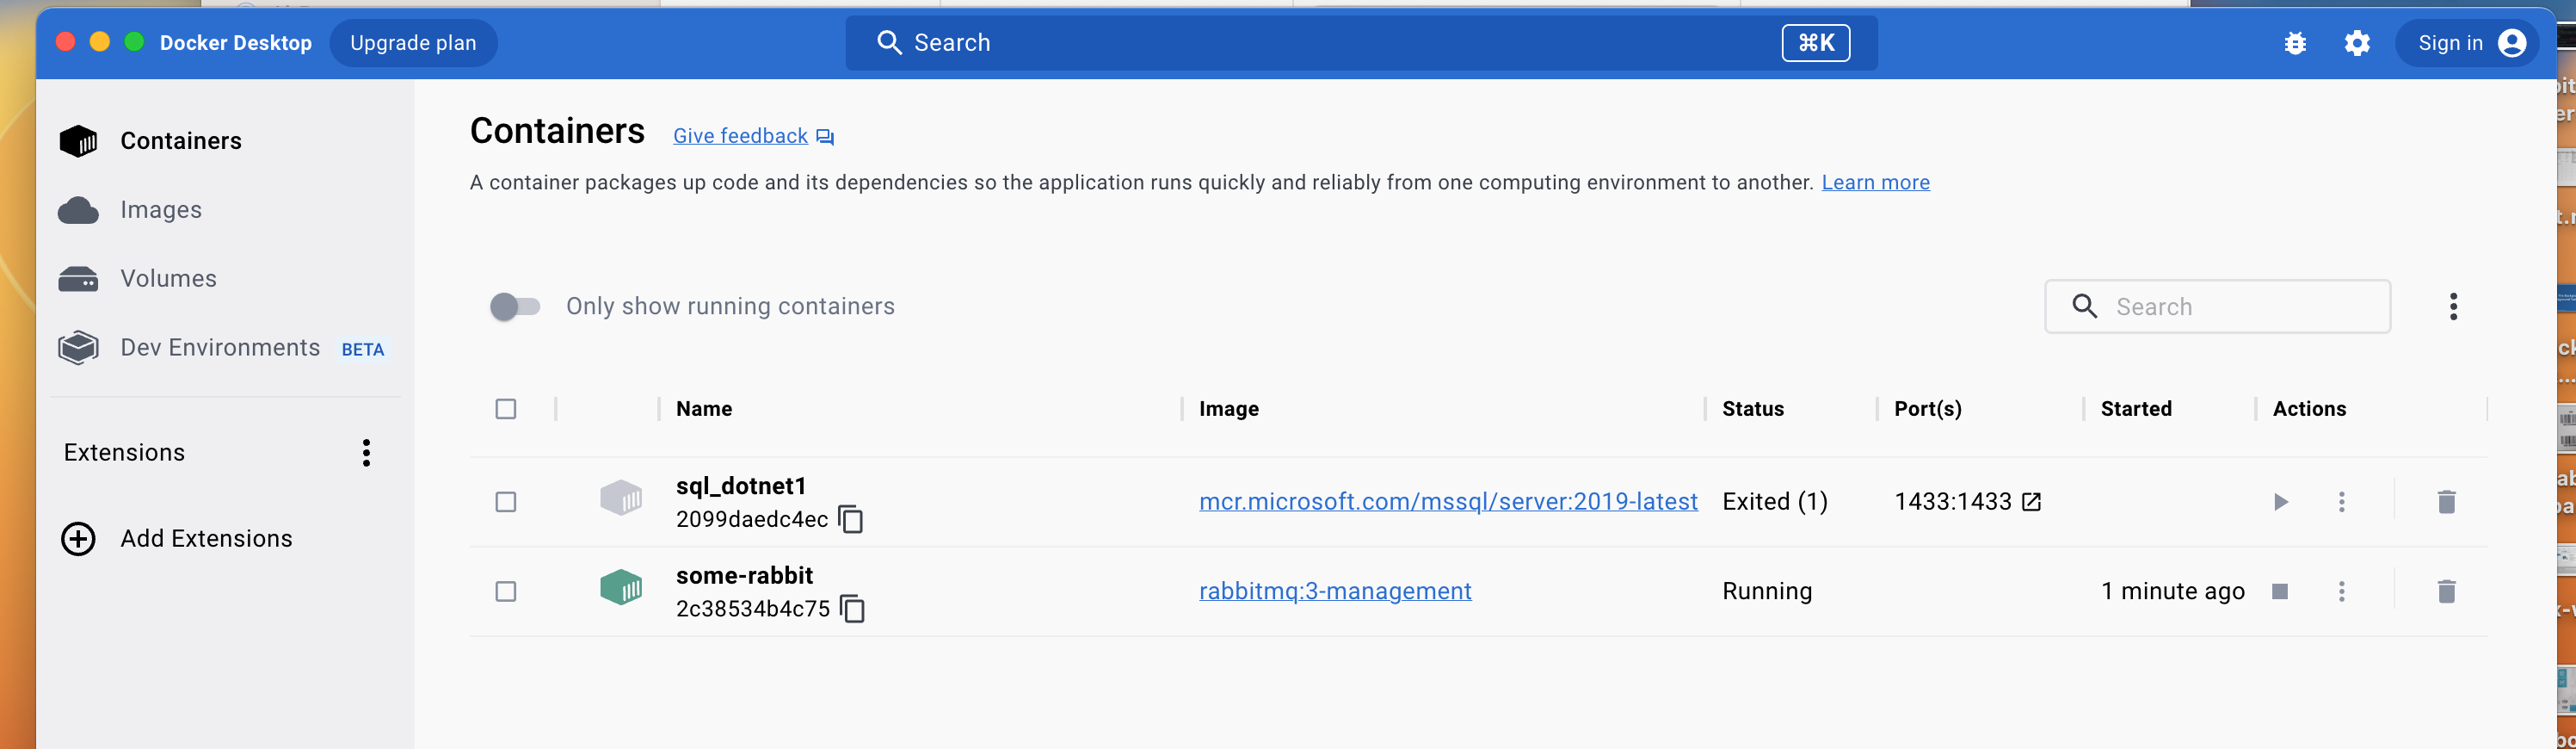 Docker Desktop Upgrade plan Search ⌘K Sign in
Containers
Images
Volumes
Dev Environments BETA
Extensions
Add Extensions
Containers Give feedback
A container packages up code and its dependencies so the application runs quickly and reliably from one computing environment to another. Learn more
Only show running containers Search
Name Image Status Port(s) Started Actions
sql_dotnet1
2099daedc4ec mcr.microsoft.com/mssql/server:2019-latest Exited (1) 1433:1433
some-rabbit
2c38534b4c75 rabbitmq:3-management Running 1 minute ago